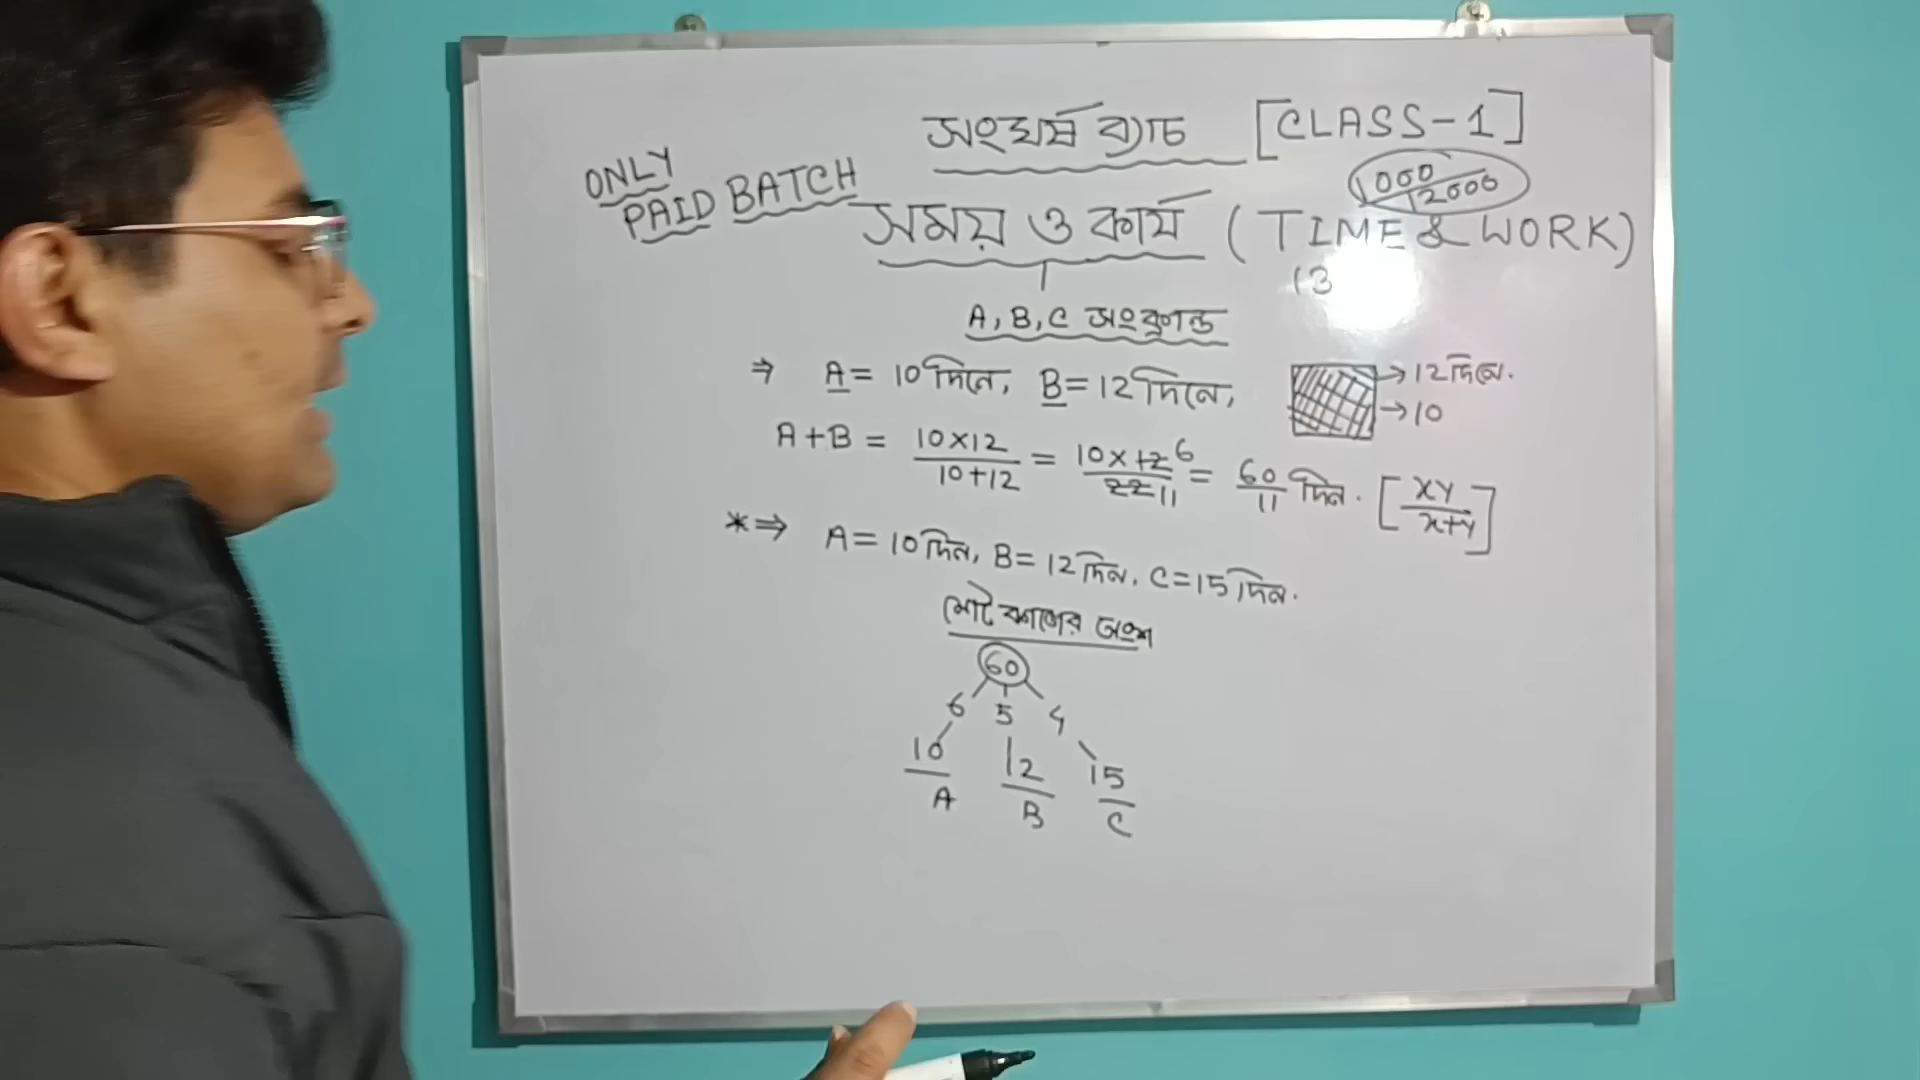 সংঘর্ষ ব্যাচ [CLASS-1]
ONLY
PAID BATCH
1000
12000
সময় ও কার্য (TIME & WORK)
13
A, B, C সংক্রান্ত
⇒ A = 10 দিনে, B = 12 দিনে,
→ 12 দিনে.
→ 10
A+B = 10×12 / 10+12 = 10×12 6 / 22 11 = 60/11 দিন. [xy / x+y]
*⇒ A = 10 দিন, B = 12 দিন, C = 15 দিন.
মোট কাজের অংশ
60
6 5 4
10 12 15
A B C